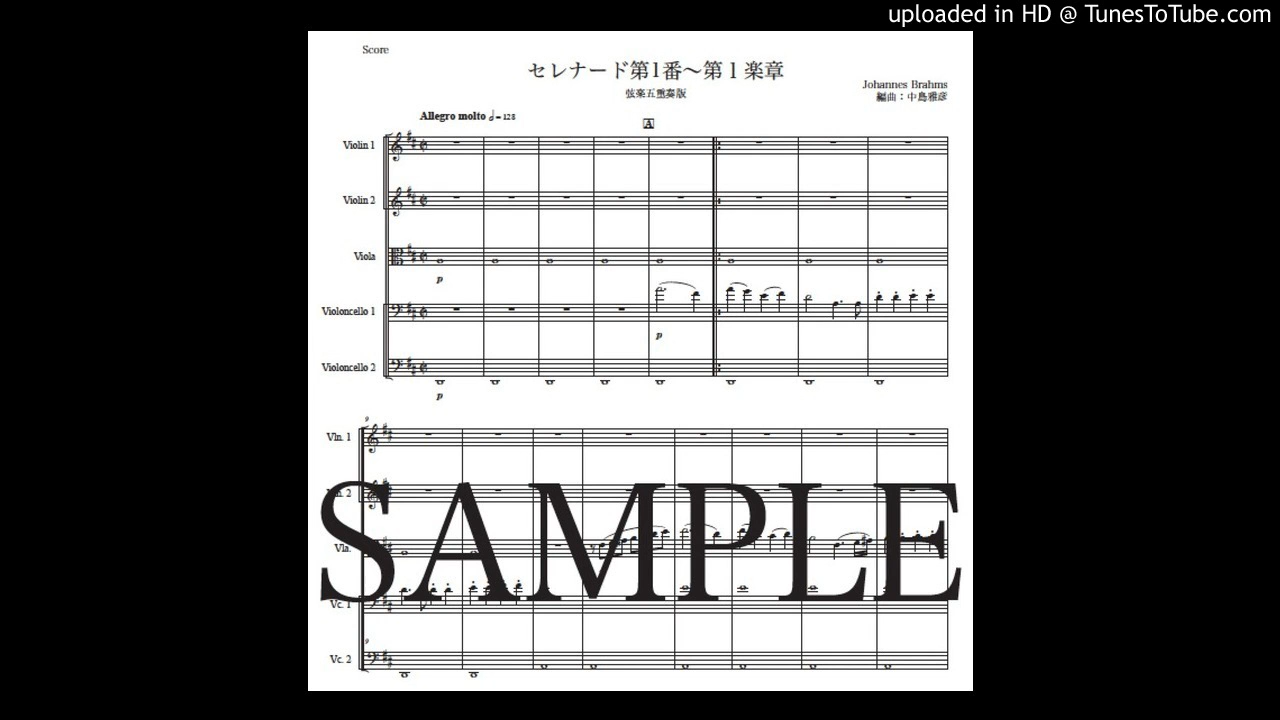 uploaded in HD @ TunesToTube.com
Score
セレナード第1番〜第１楽章
弦楽五重奏版
Johannes Brahms
編曲：中島雅彦
Allegro molto 𝅗𝅥 = 128
A
Violin 1
Violin 2
Viola
p
Violoncello 1
p
Violoncello 2
p
9
Vln. 1
Vln. 2
Vla.
Vc. 1
9
Vc. 2
SAMPLE